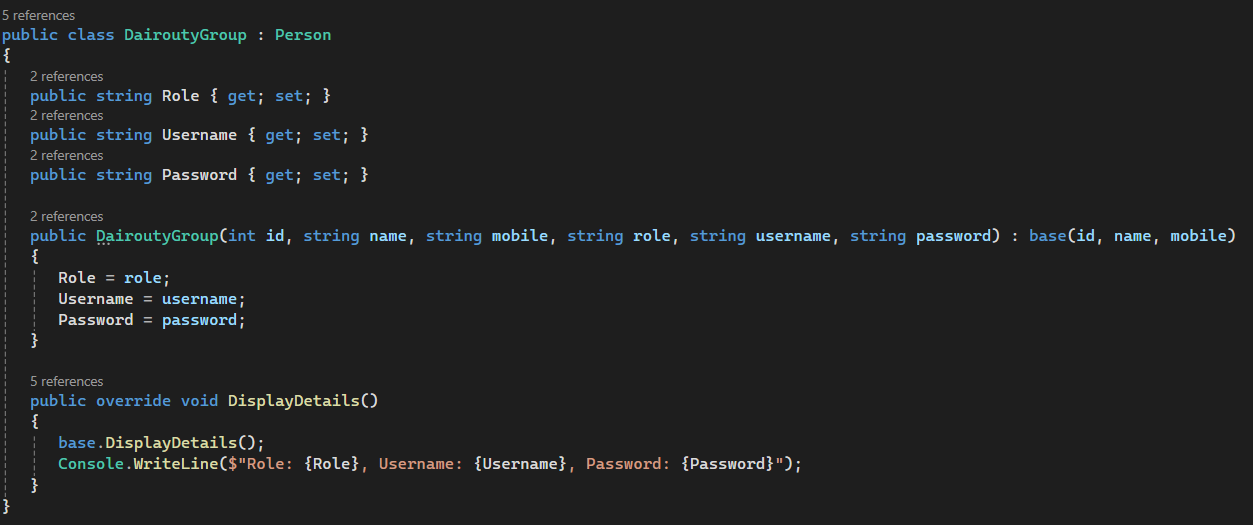 5 references
public class DairoutyGroup : Person
{
2 references
public string Role { get; set; }
2 references
public string Username { get; set; }
2 references
public string Password { get; set; }
2 references
public DairoutyGroup(int id, string name, string mobile, string role, string username, string password) : base(id, name, mobile)
{
Role = role;
Username = username;
Password = password;
}
5 references
public override void DisplayDetails()
{
base.DisplayDetails();
Console.WriteLine($"Role: {Role}, Username: {Username}, Password: {Password}");
}
}